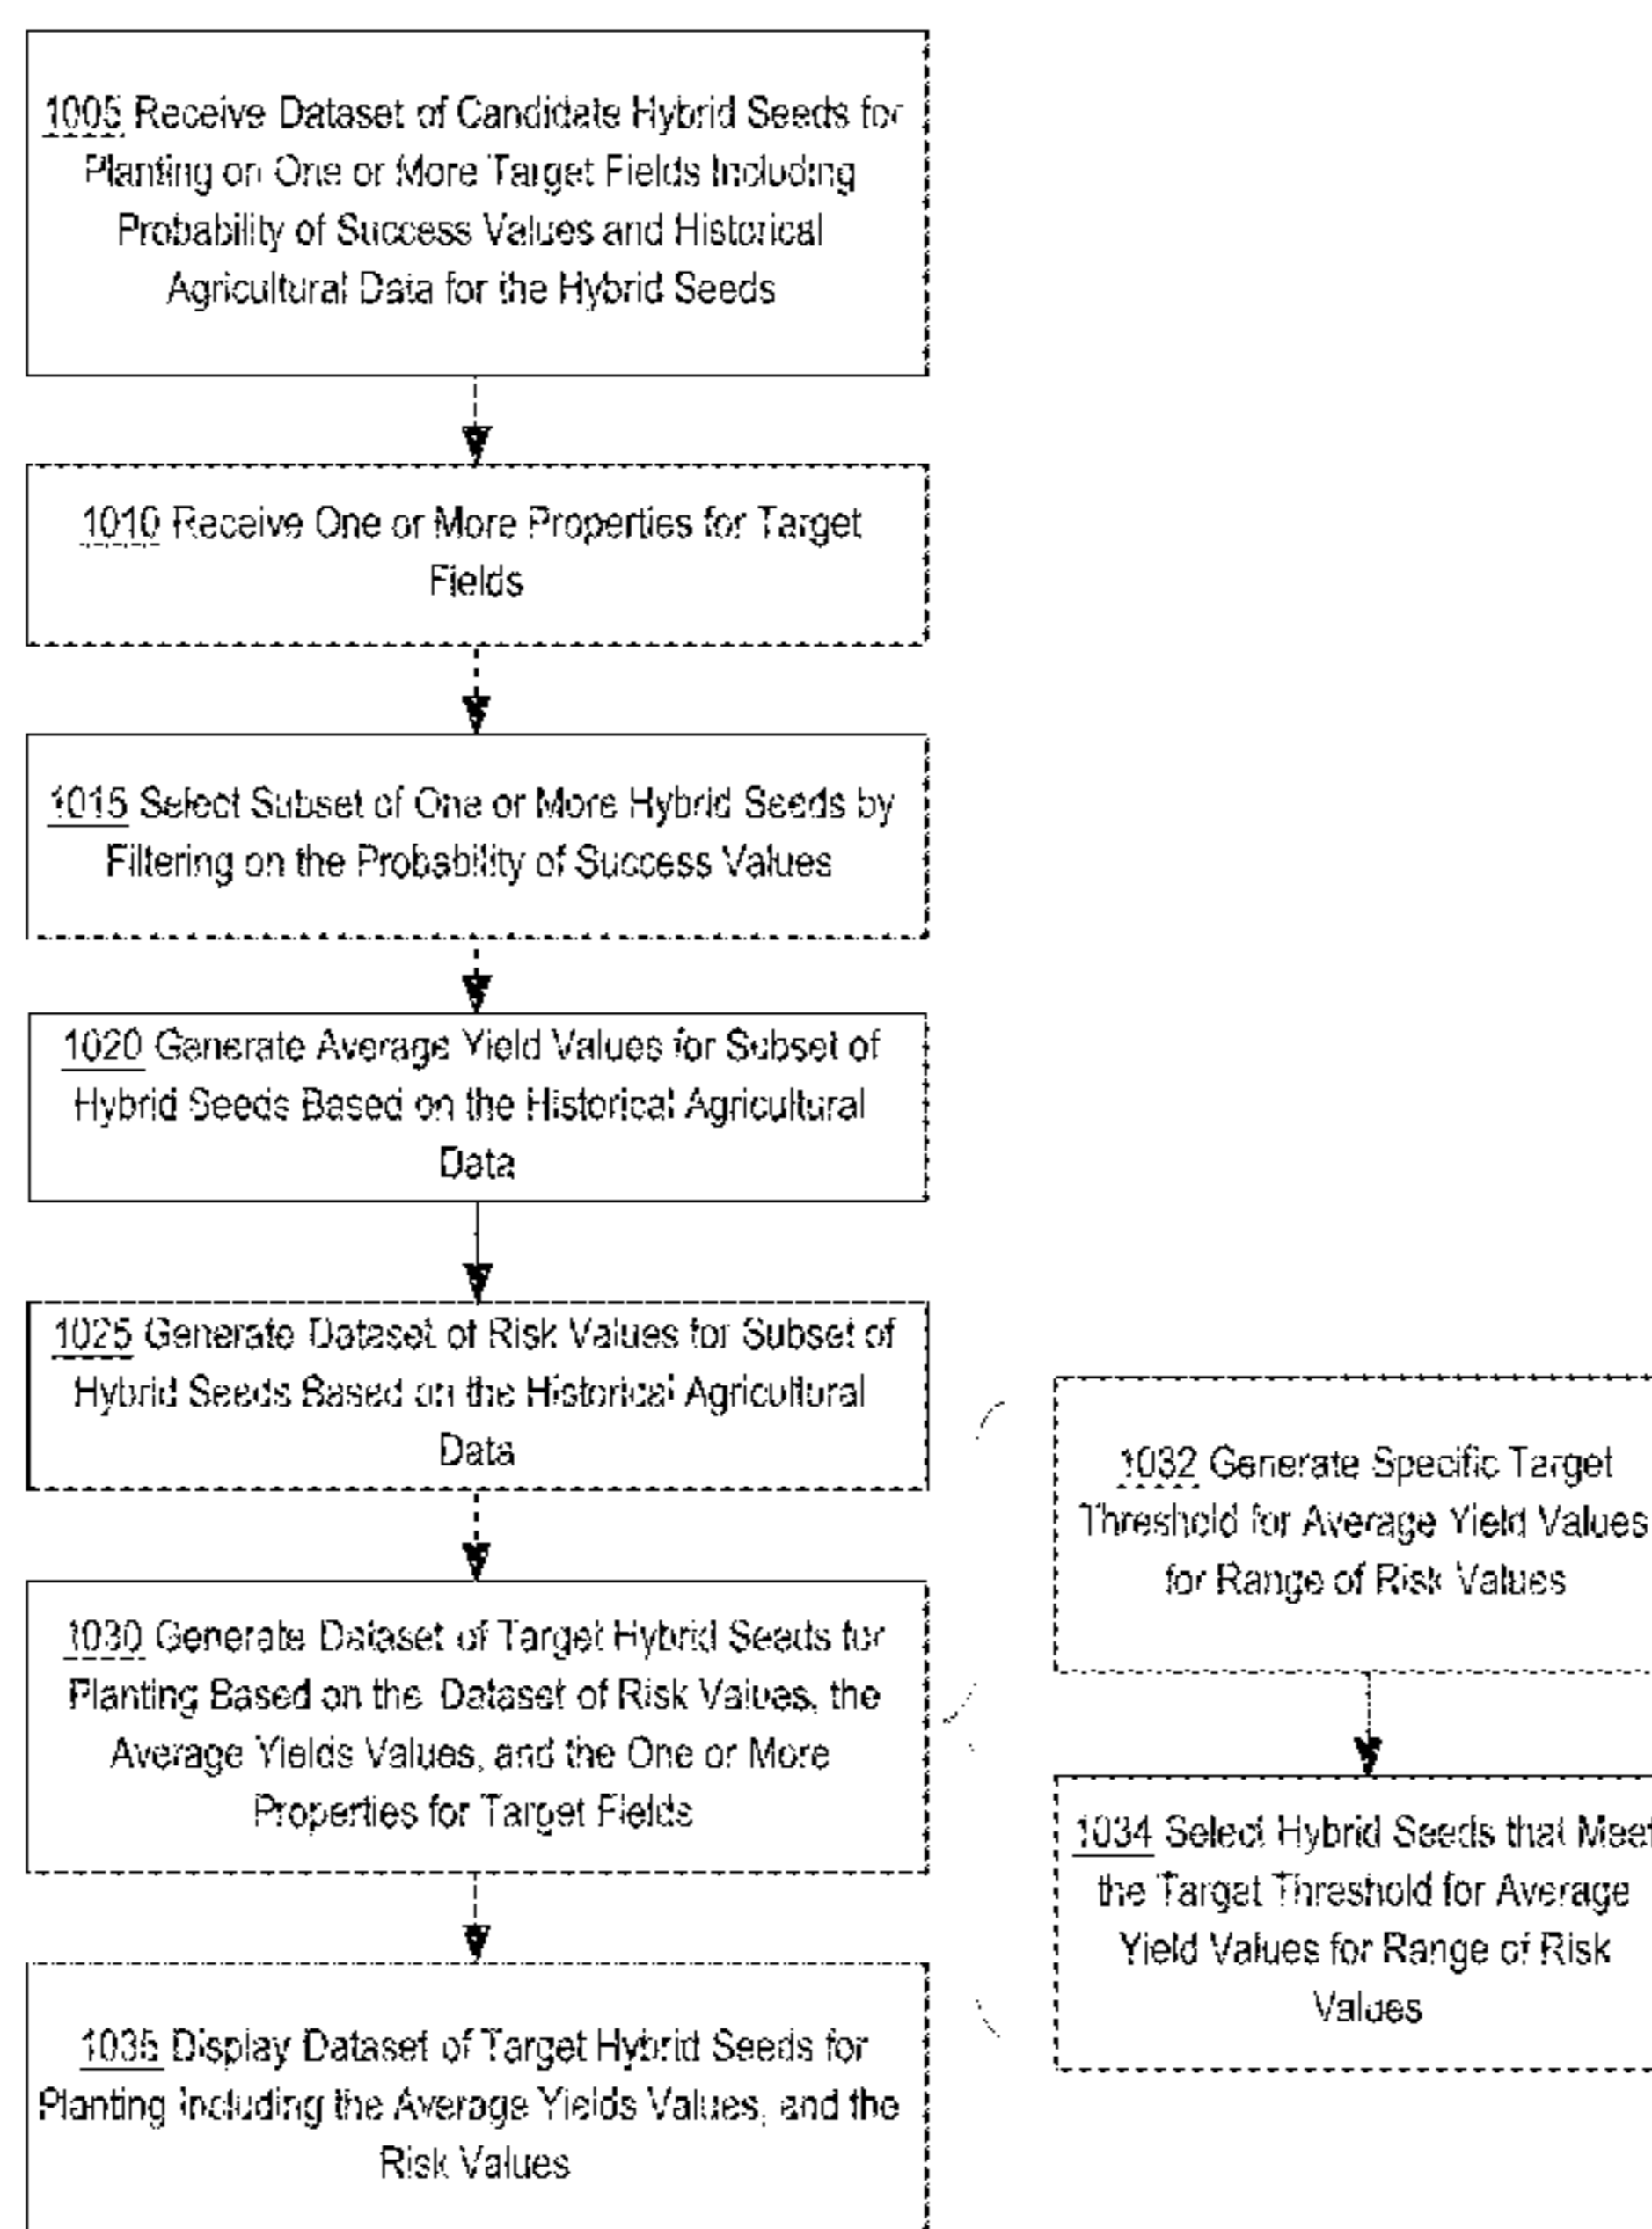 1005 Receive Dataset of Candidate Hybrid Seeds for
Planting on One or More Target Fields Including
Probability of Success Values and Historical
Agricultural Data for the Hybrid Seeds
1010 Receive One or More Properties for Target
Fields
1015 Select Subset of One or More Hybrid Seeds by
Filtering on the Probability of Success Values
1020 Generate Average Yield Values for Subset of
Hybrid Seeds Based on the Historical Agricultural
Data
1025 Generate Dataset of Risk Values for Subset of
Hybrid Seeds Based on the Historical Agricultural
Data
1030 Generate Dataset of Target Hybrid Seeds for
Planting Based on the Dataset of Risk Values, the
Average Yields Values, and the One or More
Properties for Target Fields
1035 Display Dataset of Target Hybrid Seeds for
Planting Including the Average Yields Values, and the
Risk Values
1032 Generate Specific Target
Threshold for Average Yield Values
for Range of Risk Values
1034 Select Hybrid Seeds that Meet
the Target Threshold for Average
Yield Values for Range of Risk
Values